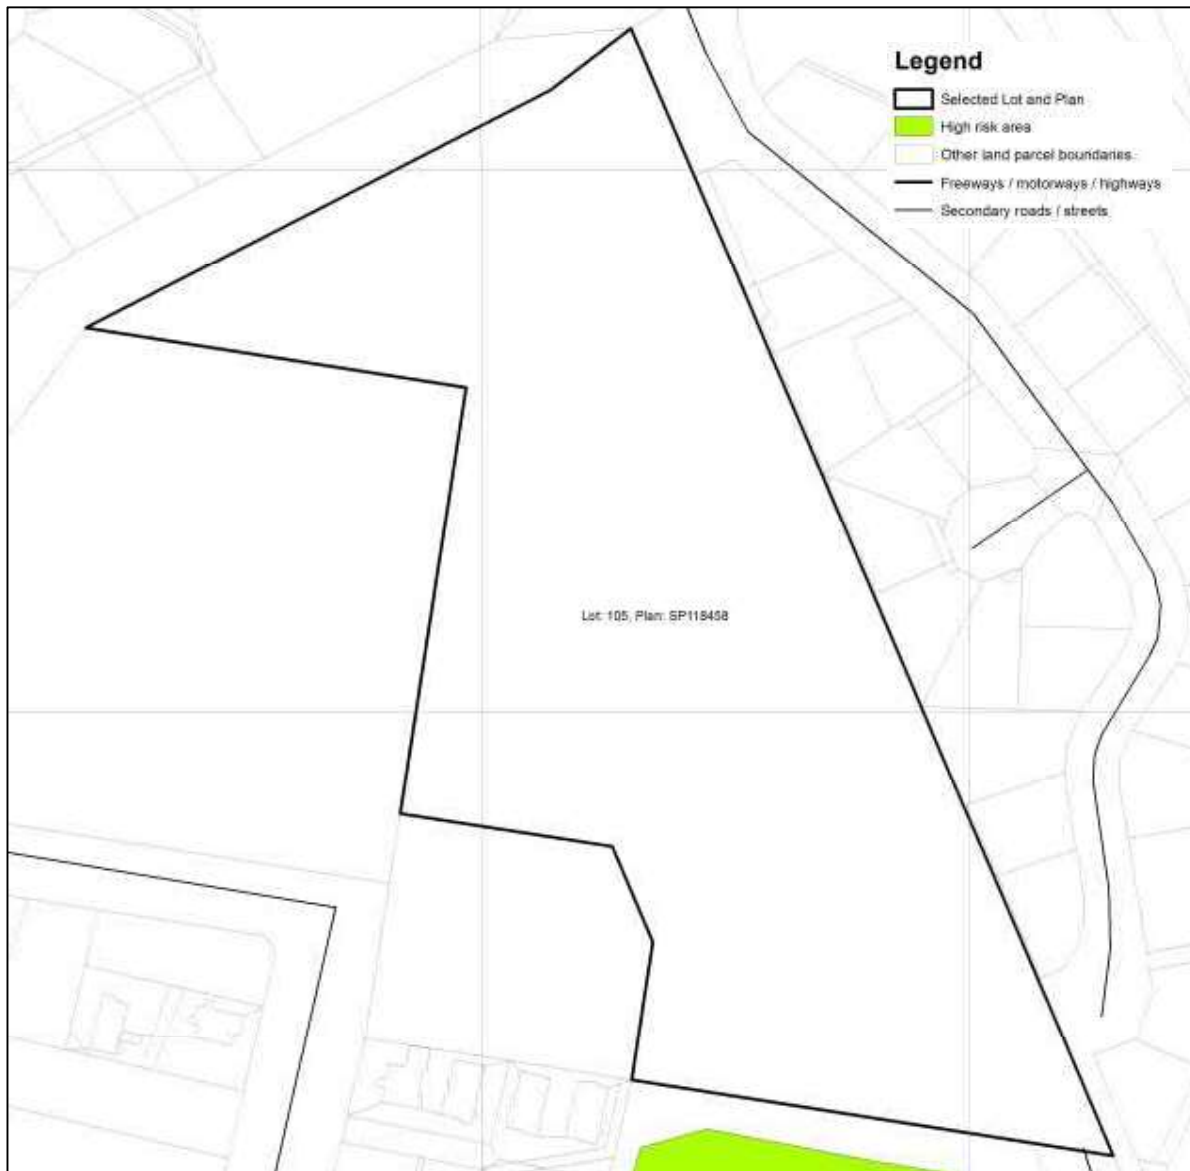 Legend
Selected Lot and Plan
High risk area
Other land parcel boundaries.
Freeways / motorways / highways
Secondary roads / streets
Lot: 105, Plan: SP118458